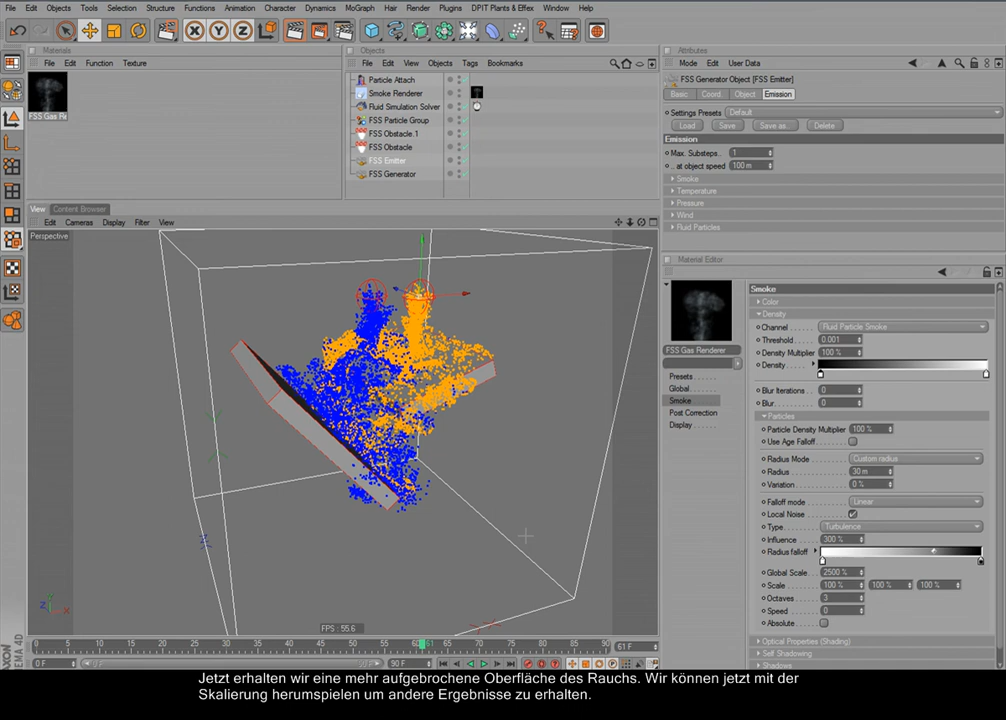 File Edit Objects Tools Selection Structure Functions Animation Character Dynamics MoGraph Hair Render Plugins DPIT Plants & Effex Window Help
Materials
File Edit Function Texture
FSS Gas Re
Objects
File Edit View Objects Tags Bookmarks
Particle Attach
Smoke Renderer
Fluid Simulation Solver
FSS Particle Group
FSS Obstacle.1
FSS Obstacle
FSS Emitter
FSS Generator
Attributes
Mode Edit User Data
FSS Generator Object [FSS Emitter]
Basic Coord. Object Emission
Settings Presets Default
Load Save Save as... Delete
Emission
Max. Substeps 1
.. at object speed 100 m
Smoke
Temperature
Pressure
Wind
Fluid Particles
View Content Browser
Edit Cameras Display Filter View
Perspective
FPS : 55.6
Material Editor
FSS Gas Renderer
Presets
Global
Smoke
Post Correction
Display
Smoke
Color
Density
Channel Fluid Particle Smoke
Threshold 0.001
Density Multiplier 100 %
Density
Blur Iterations 0
Blur 0
Particles
Particle Density Multiplier 100 %
Use Age Falloff
Radius Mode Custom radius
Radius 30 m
Variation 0 %
Falloff mode Linear
Local Noise
Type Turbulence
Influence 300 %
Radius falloff
Global Scale 2500 %
Scale 100 % 100 % 100 %
Octaves 3
Speed 0
Absolute
Optical Properties (Shading)
Self Shadowing
Shadows
0 5 10 15 20 25 30 35 40 45 50 55 60 61 65 70 75 80 85 90 61 F
0 F 0 F 90 F 90 F
Jetzt erhalten wir eine mehr aufgebrochene Oberfläche des Rauchs. Wir können jetzt mit der
Skalierung herumspielen um andere Ergebnisse zu erhalten.